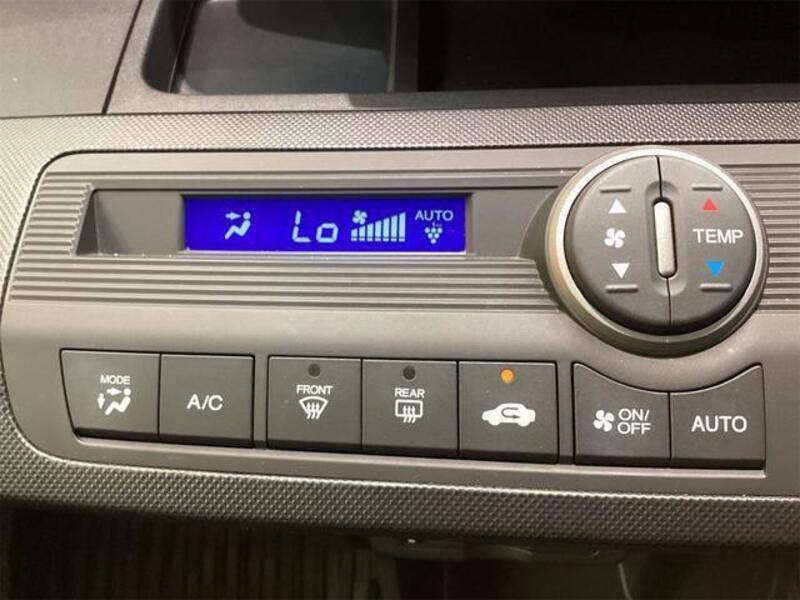 Lo
AUTO
TEMP
MODE
A/C
FRONT
REAR
ON/
OFF
AUTO